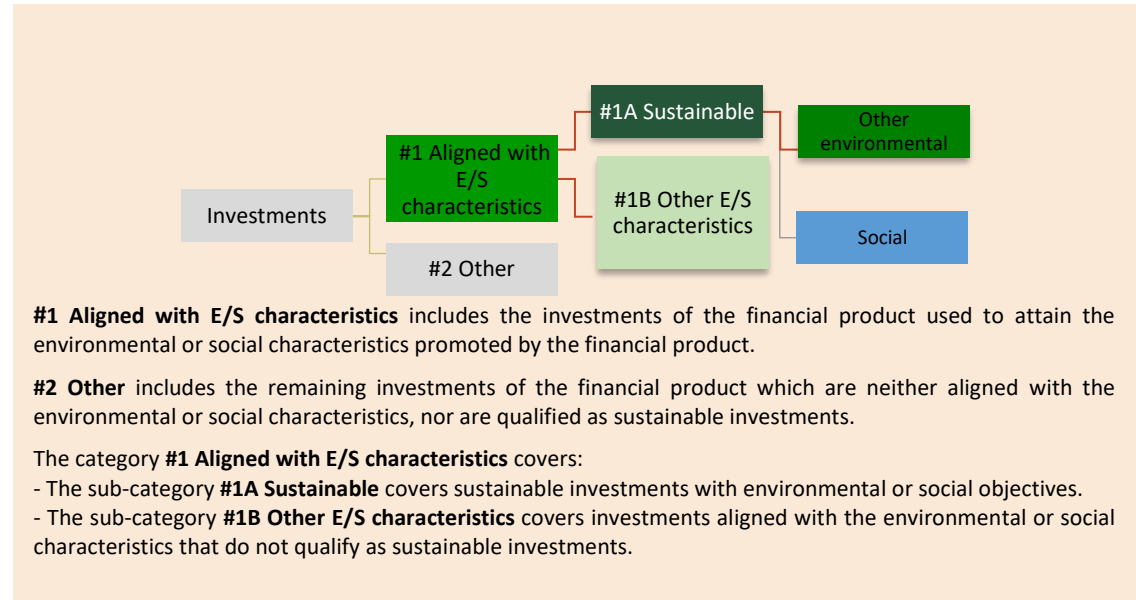 #1A Sustainable
Other
environmental
#1 Aligned with
E/S
characteristics
#1B Other E/S
characteristics
Investments
Social
#2 Other
#1 Aligned with E/S characteristics includes the investments of the financial product used to attain the
environmental or social characteristics promoted by the financial product.
#2 Other includes the remaining investments of the financial product which are neither aligned with the
environmental or social characteristics, nor are qualified as sustainable investments.
The category #1 Aligned with E/S characteristics covers:
- The sub-category #1A Sustainable covers sustainable investments with environmental or social objectives.
- The sub-category #1B Other E/S characteristics covers investments aligned with the environmental or social
characteristics that do not qualify as sustainable investments.